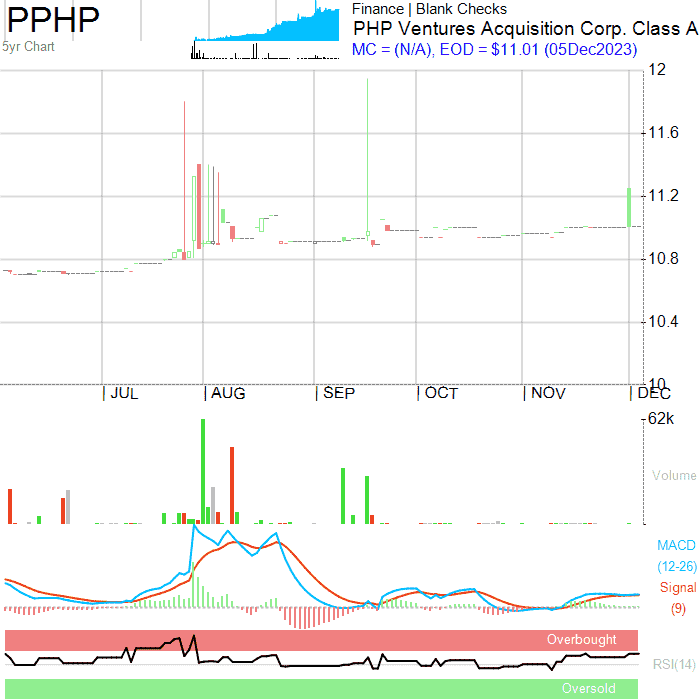 PPHP
5yr Chart
Finance | Blank Checks
PHP Ventures Acquisition Corp. Class A
MC = (N/A), EOD = $11.01 (05Dec2023)
12
11.6
11.2
10.8
10.4
10
JUL
AUG
SEP
OCT
NOV
DEC
62k
Volume
MACD
(12-26)
Signal
(9)
Overbought
RSI(14)
Oversold